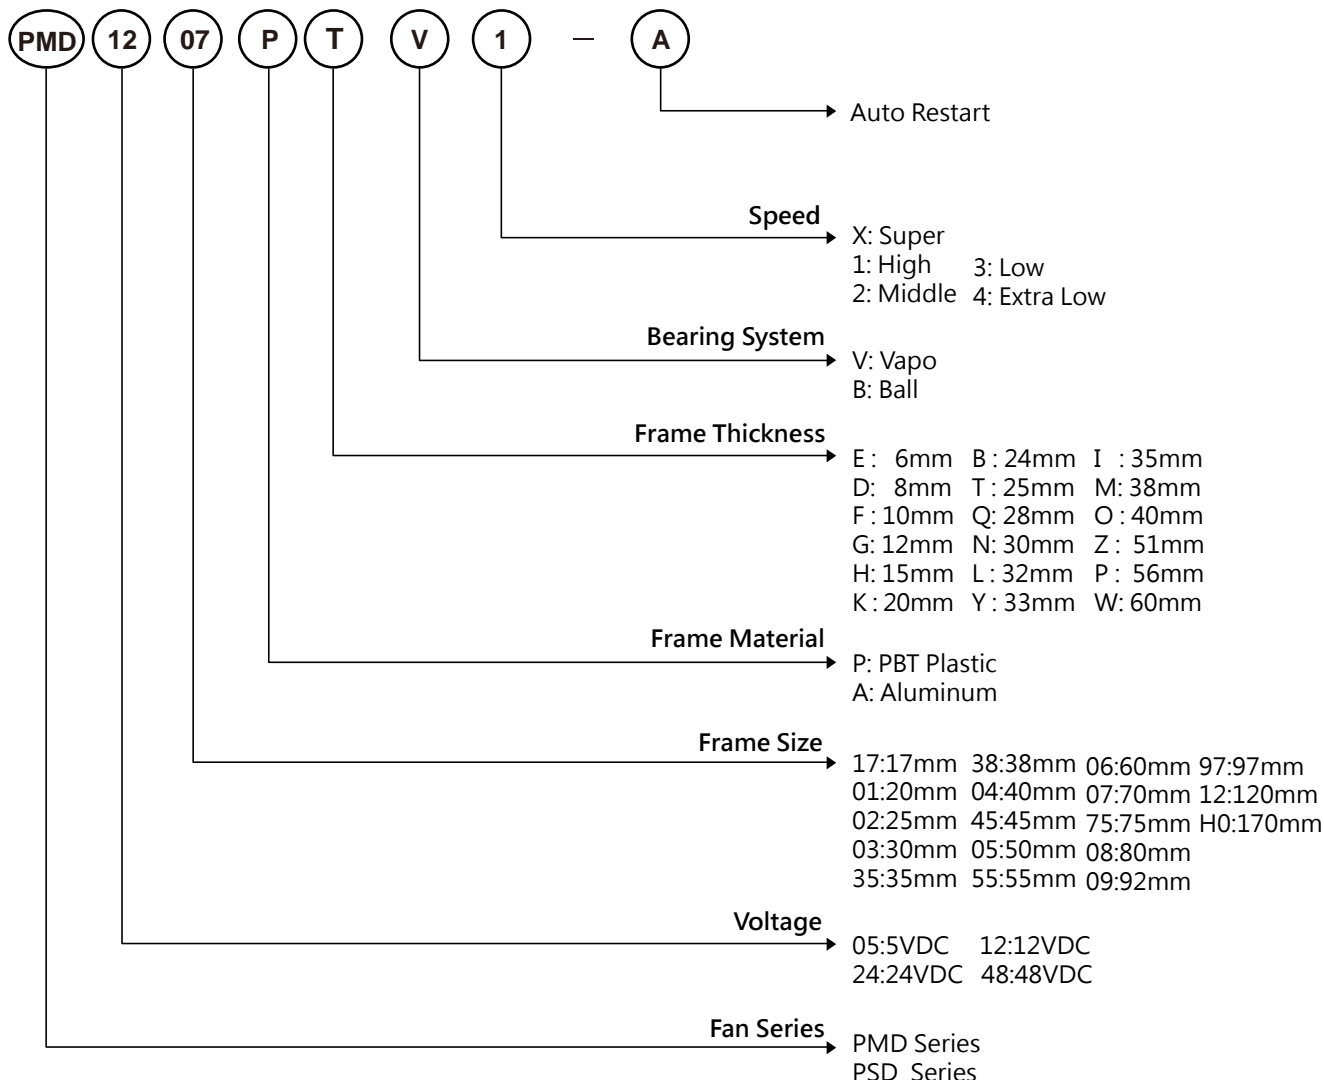 PMD 12 07 P T V 1 — A
Auto Restart
Speed
X: Super
1: High 3: Low
2: Middle 4: Extra Low
Bearing System
V: Vapo
B: Ball
Frame Thickness
E : 6mm B : 24mm I : 35mm
D: 8mm T : 25mm M: 38mm
F : 10mm Q: 28mm O : 40mm
G: 12mm N: 30mm Z : 51mm
H: 15mm L : 32mm P : 56mm
K : 20mm Y : 33mm W: 60mm
Frame Material
P: PBT Plastic
A: Aluminum
Frame Size
17:17mm 38:38mm 06:60mm 97:97mm
01:20mm 04:40mm 07:70mm 12:120mm
02:25mm 45:45mm 75:75mm H0:170mm
03:30mm 05:50mm 08:80mm
35:35mm 55:55mm 09:92mm
Voltage
05:5VDC 12:12VDC
24:24VDC 48:48VDC
Fan Series
PMD Series
PSD Series